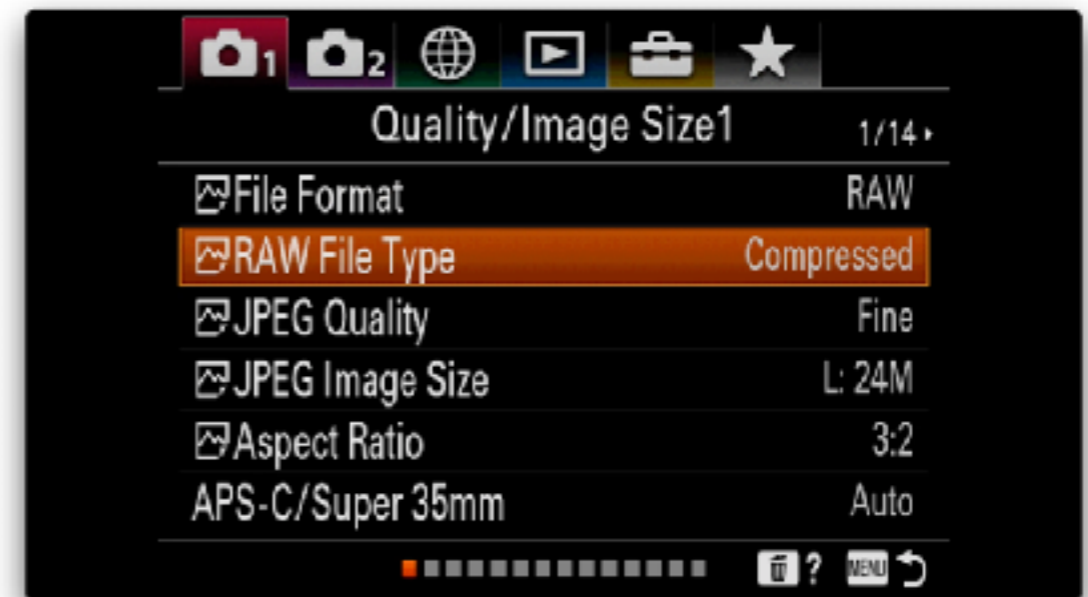 1 2
Quality/Image Size1 1/14
File Format RAW
RAW File Type Compressed
JPEG Quality Fine
JPEG Image Size L: 24M
Aspect Ratio 3:2
APS-C/Super 35mm Auto
? MENU